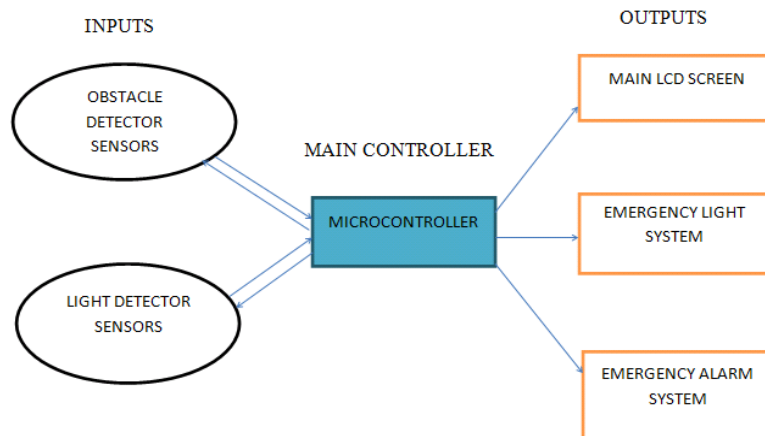 INPUTS
OUTPUTS
OBSTACLE
DETECTOR
SENSORS
MAIN LCD SCREEN
MAIN CONTROLLER
MICROCONTROLLER
EMERGENCY LIGHT
SYSTEM
LIGHT DETECTOR
SENSORS
EMERGENCY ALARM
SYSTEM